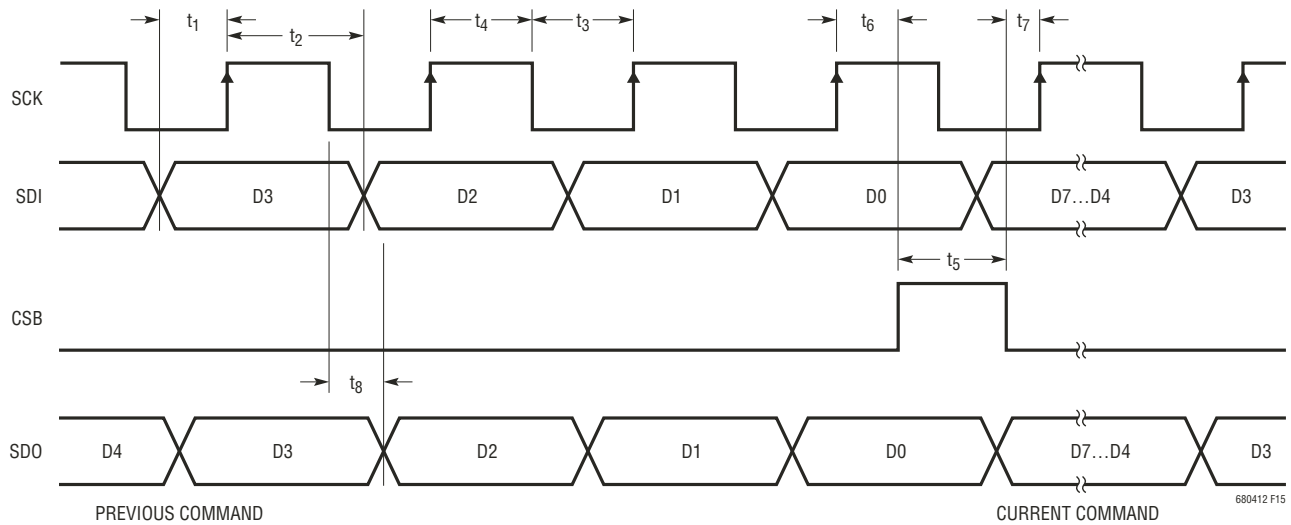 t1 t2 t4 t3 t6 t7
SCK
SDI D3 D2 D1 D0 D7...D4 D3
t5
CSB
t8
SDO D4 D3 D2 D1 D0 D7...D4 D3
680412 F15
PREVIOUS COMMAND CURRENT COMMAND